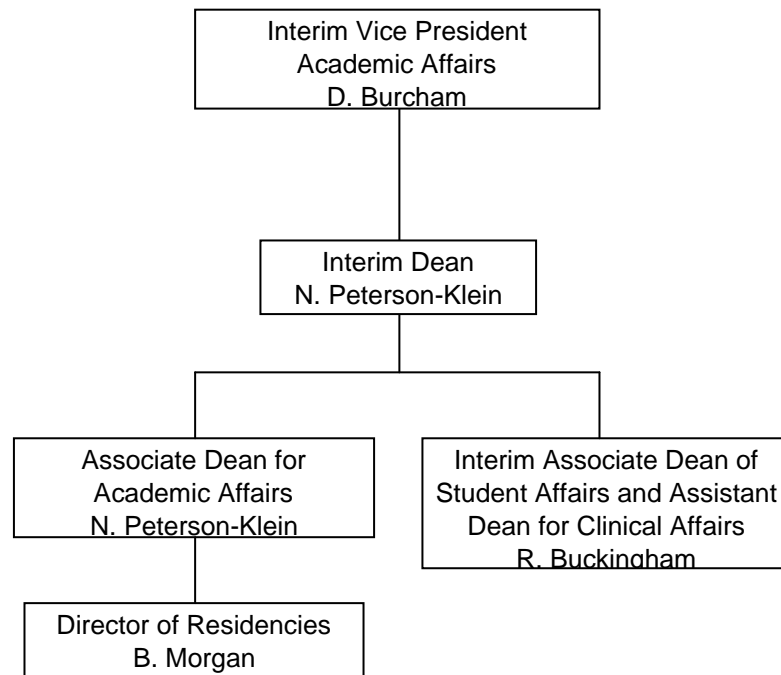 Interim Vice President
Academic Affairs
D. Burcham
Interim Dean
N. Peterson-Klein
Associate Dean for
Academic Affairs
N. Peterson-Klein
Interim Associate Dean of
Student Affairs and Assistant
Dean for Clinical Affairs
R. Buckingham
Director of Residencies
B. Morgan